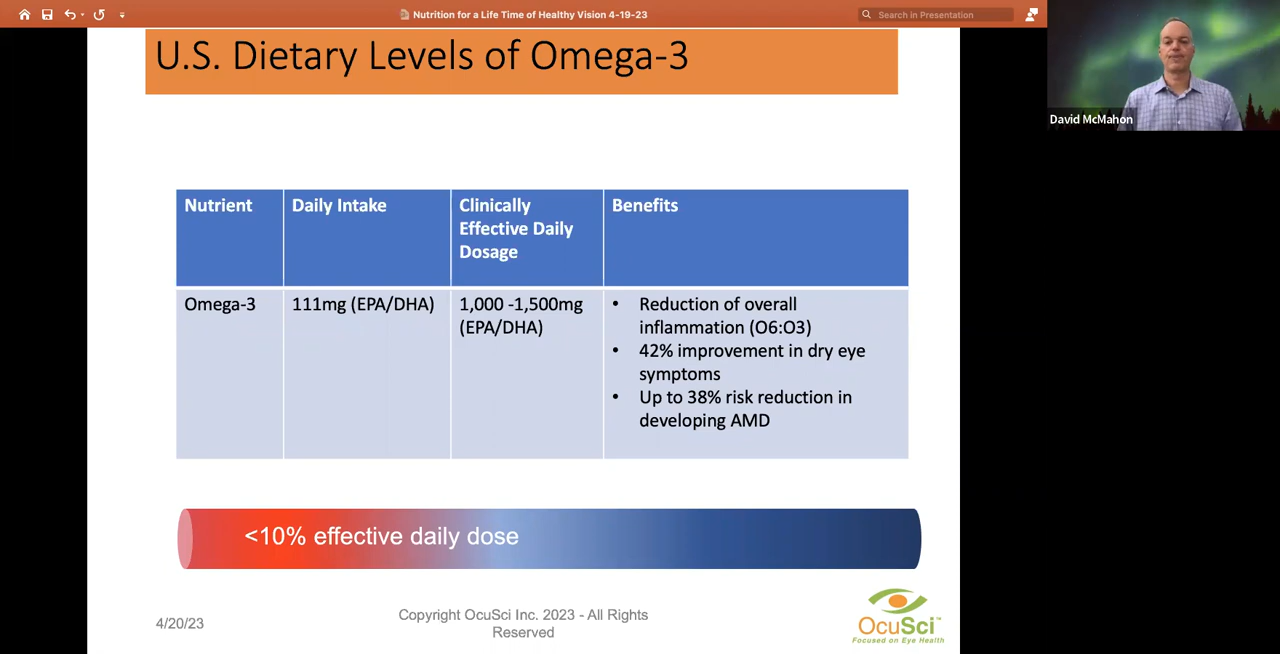 Nutrition for a Life Time of Healthy Vision 4-19-23
Search in Presentation
David McMahon
U.S. Dietary Levels of Omega-3
Nutrient
Daily Intake
Clinically
Effective Daily
Dosage
Benefits
Omega-3
111mg (EPA/DHA)
1,000 -1,500mg
(EPA/DHA)
• Reduction of overall
inflammation (O6:O3)
• 42% improvement in dry eye
symptoms
• Up to 38% risk reduction in
developing AMD
<10% effective daily dose
4/20/23
Copyright OcuSci Inc. 2023 - All Rights
Reserved
OcuSci™
Focused on Eye Health